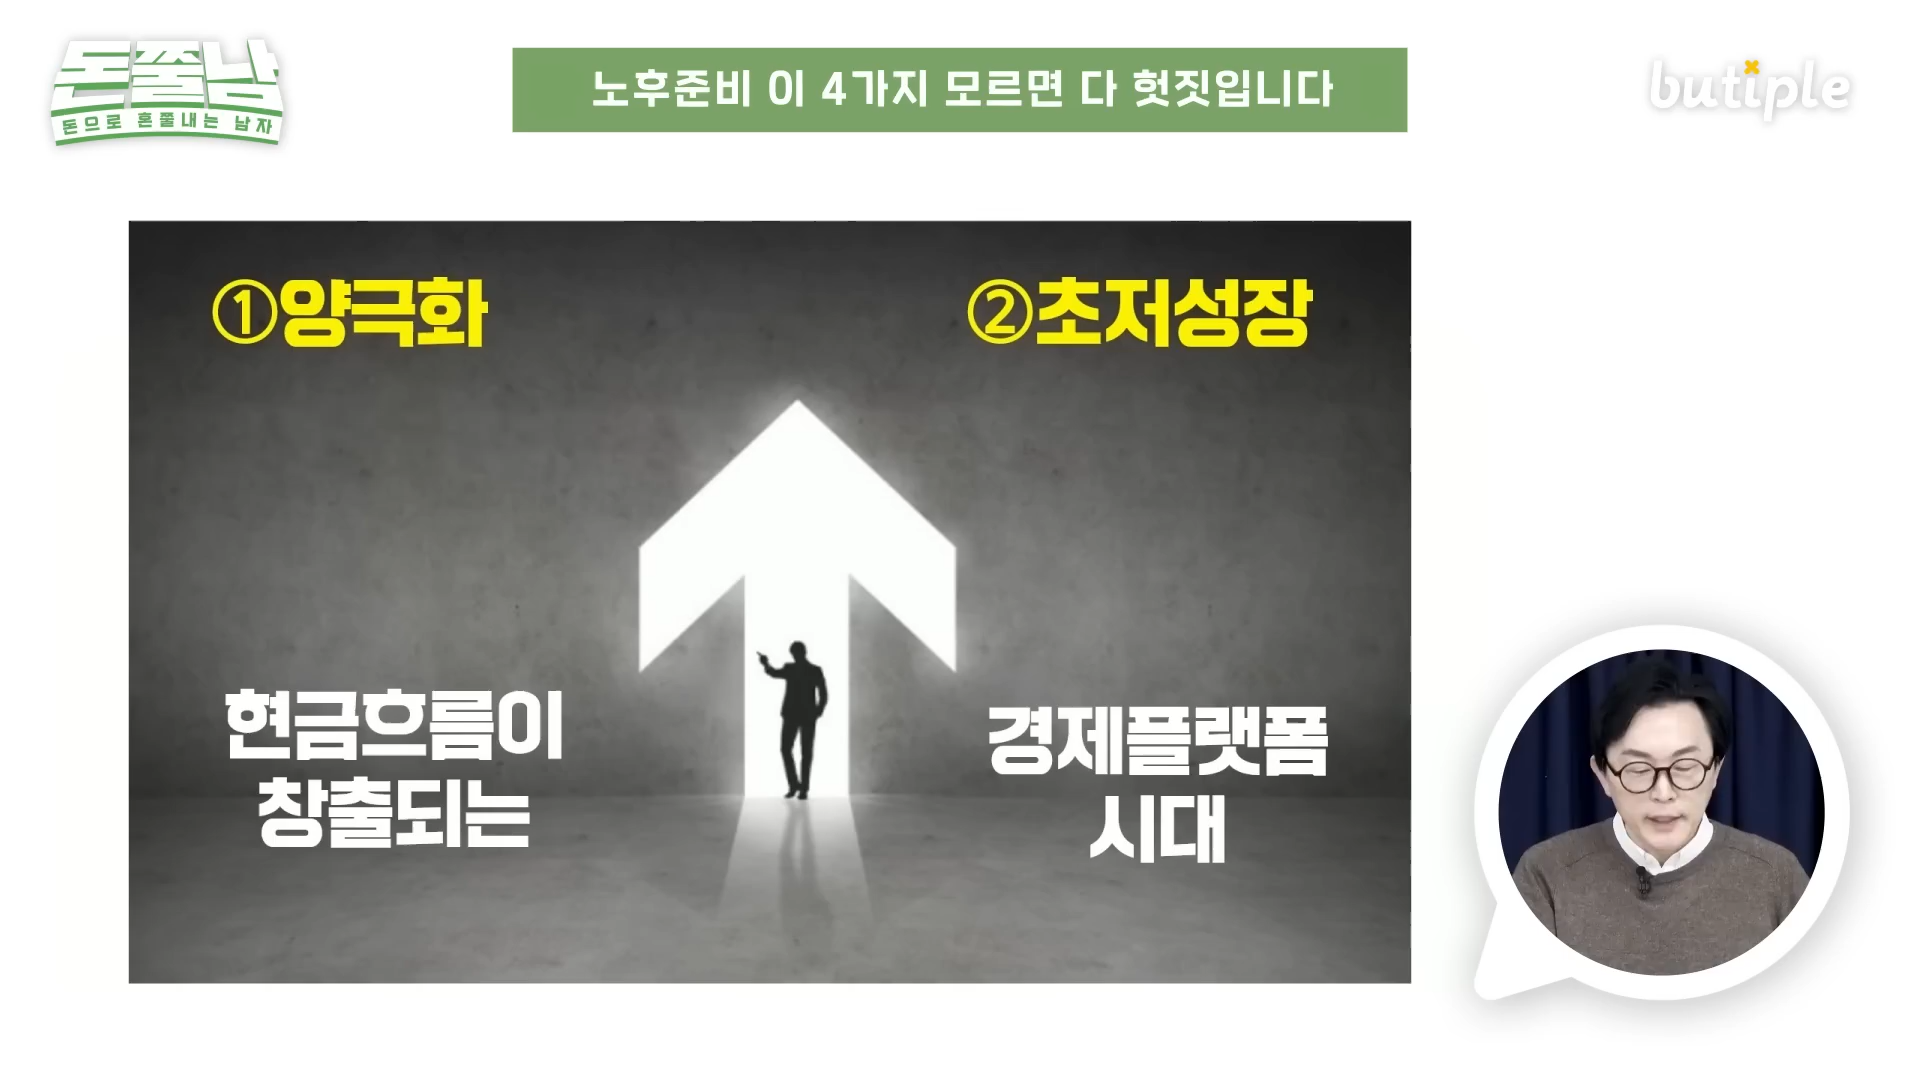 돈쭐남
돈으로 혼쭐내는 남자
노후준비 이 4가지 모르면 다 헛짓입니다
butiple
①양극화
②초저성장
현금흐름이
창출되는
경제플랫폼
시대